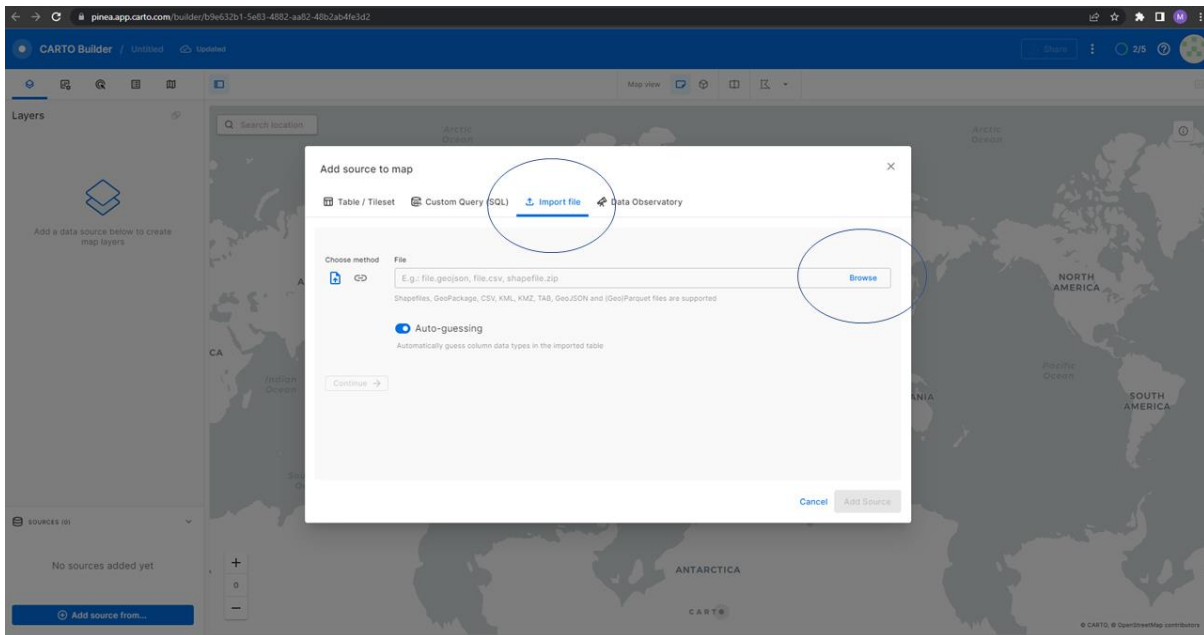 pinea.app.carto.com/builder/b9e632b1-5e83-4882-aa82-48b2ab4fe3d2
M
CARTO Builder / Untitled Updated
Share 2/5
Map view
Layers
Search location
Arctic Ocean
Arctic Ocean
Add a data source below to create
map layers
Add source to map
Table / Tileset Custom Query (SQL) Import file Data Observatory
Choose method File
E.g.: file.geojson, file.csv, shapefile.zip Browse
Shapefiles, GeoPackage, CSV, KML, KMZ, TAB, GeoJSON and (Geo)Parquet files are supported
Auto-guessing
Automatically guess column data types in the imported table
Continue →
Cancel Add Source
NORTH
AMERICA
CA
Indian
Ocean
Pacific
Ocean
ANIA
SOUTH
AMERICA
SOURCES (0)
No sources added yet
+
0
−
Add source from...
ANTARCTICA
CARTO
© CARTO, © OpenStreetMap contributors